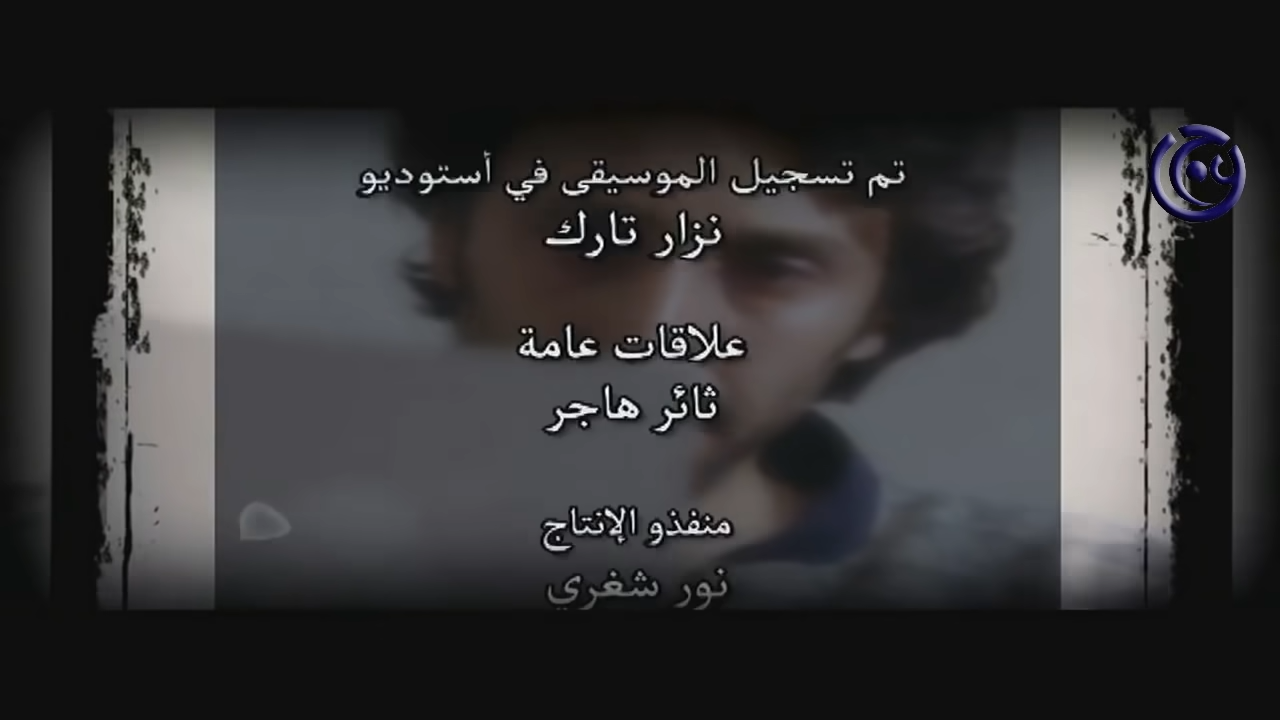 تم تسجيل الموسيقى في أستوديو
نزار تارك
علاقات عامة
ثائر هاجر
منفذو الإنتاج
نور شغري